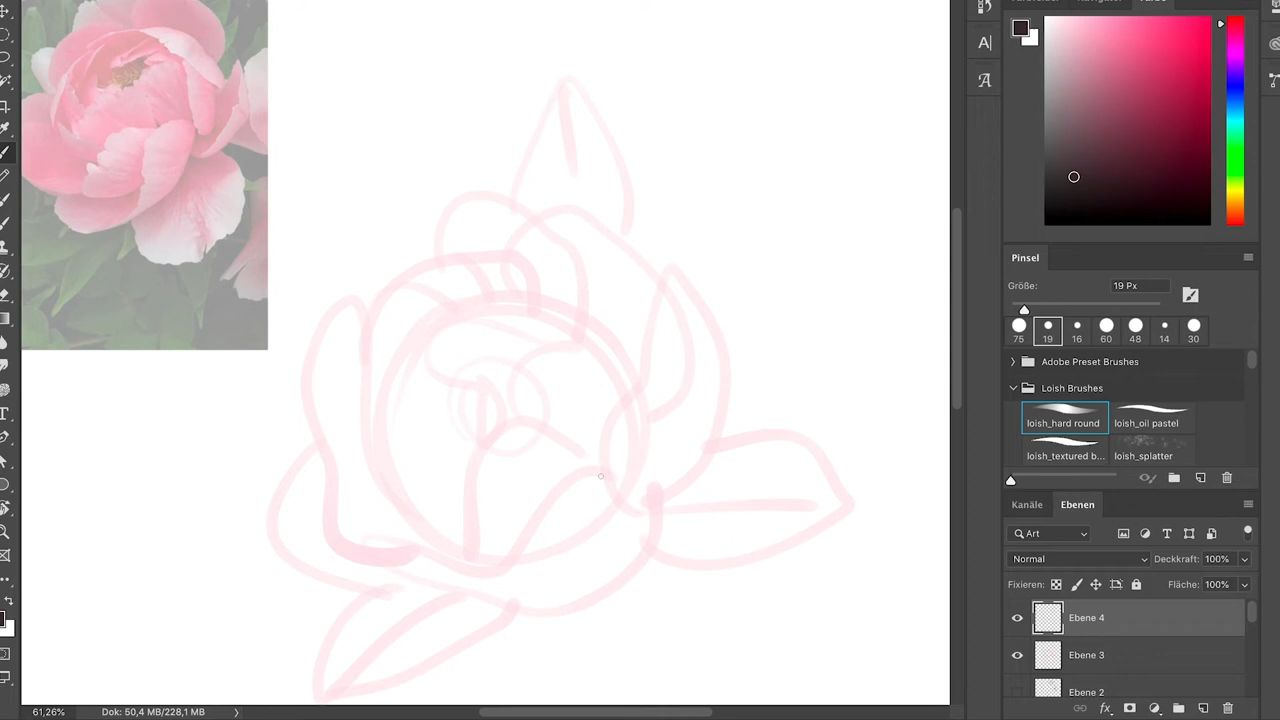 Pinsel
Größe:
19 Px
75
19
16
60
48
14
30
Adobe Preset Brushes
Loish Brushes
loish_hard round
loish_oil pastel
loish_textured b...
loish_splatter
Kanäle
Ebenen
Art
Normal
Deckkraft:
100%
Fixieren:
Fläche:
100%
Ebene 4
Ebene 3
Ebene 2
61,26%
Dok: 50,4 MB/228,1 MB